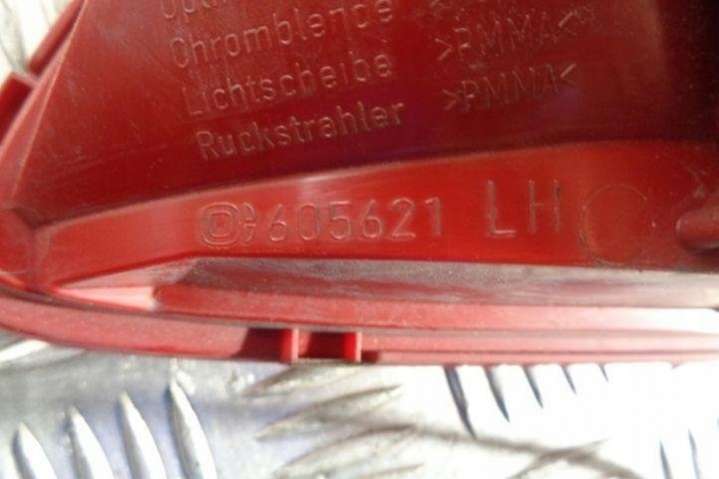 Chromblende >PMMA<
Lichtscheibe >PMMA<
Ruckstrahler
605621 LH